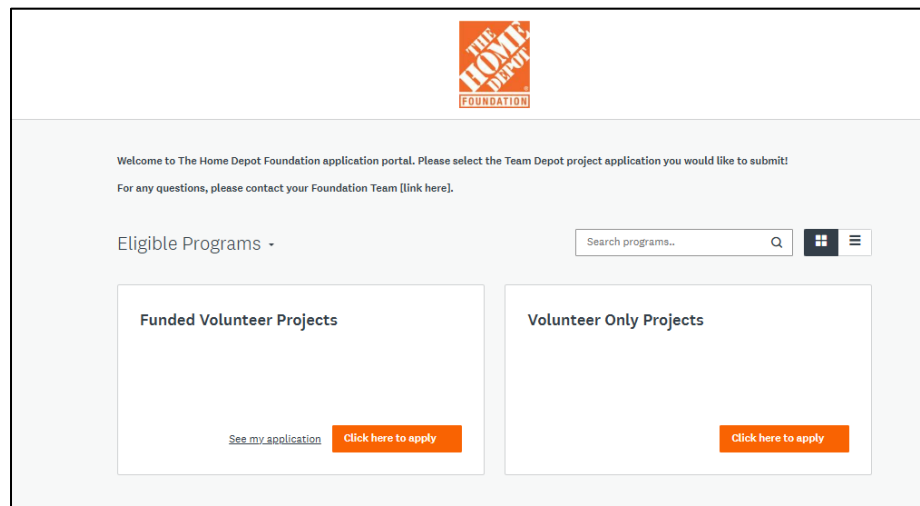 THE
HOME
DEPOT
FOUNDATION
Welcome to The Home Depot Foundation application portal. Please select the Team Depot project application you would like to submit!
For any questions, please contact your Foundation Team [link here].
Eligible Programs
Search programs..
Funded Volunteer Projects
Volunteer Only Projects
See my application
Click here to apply
Click here to apply